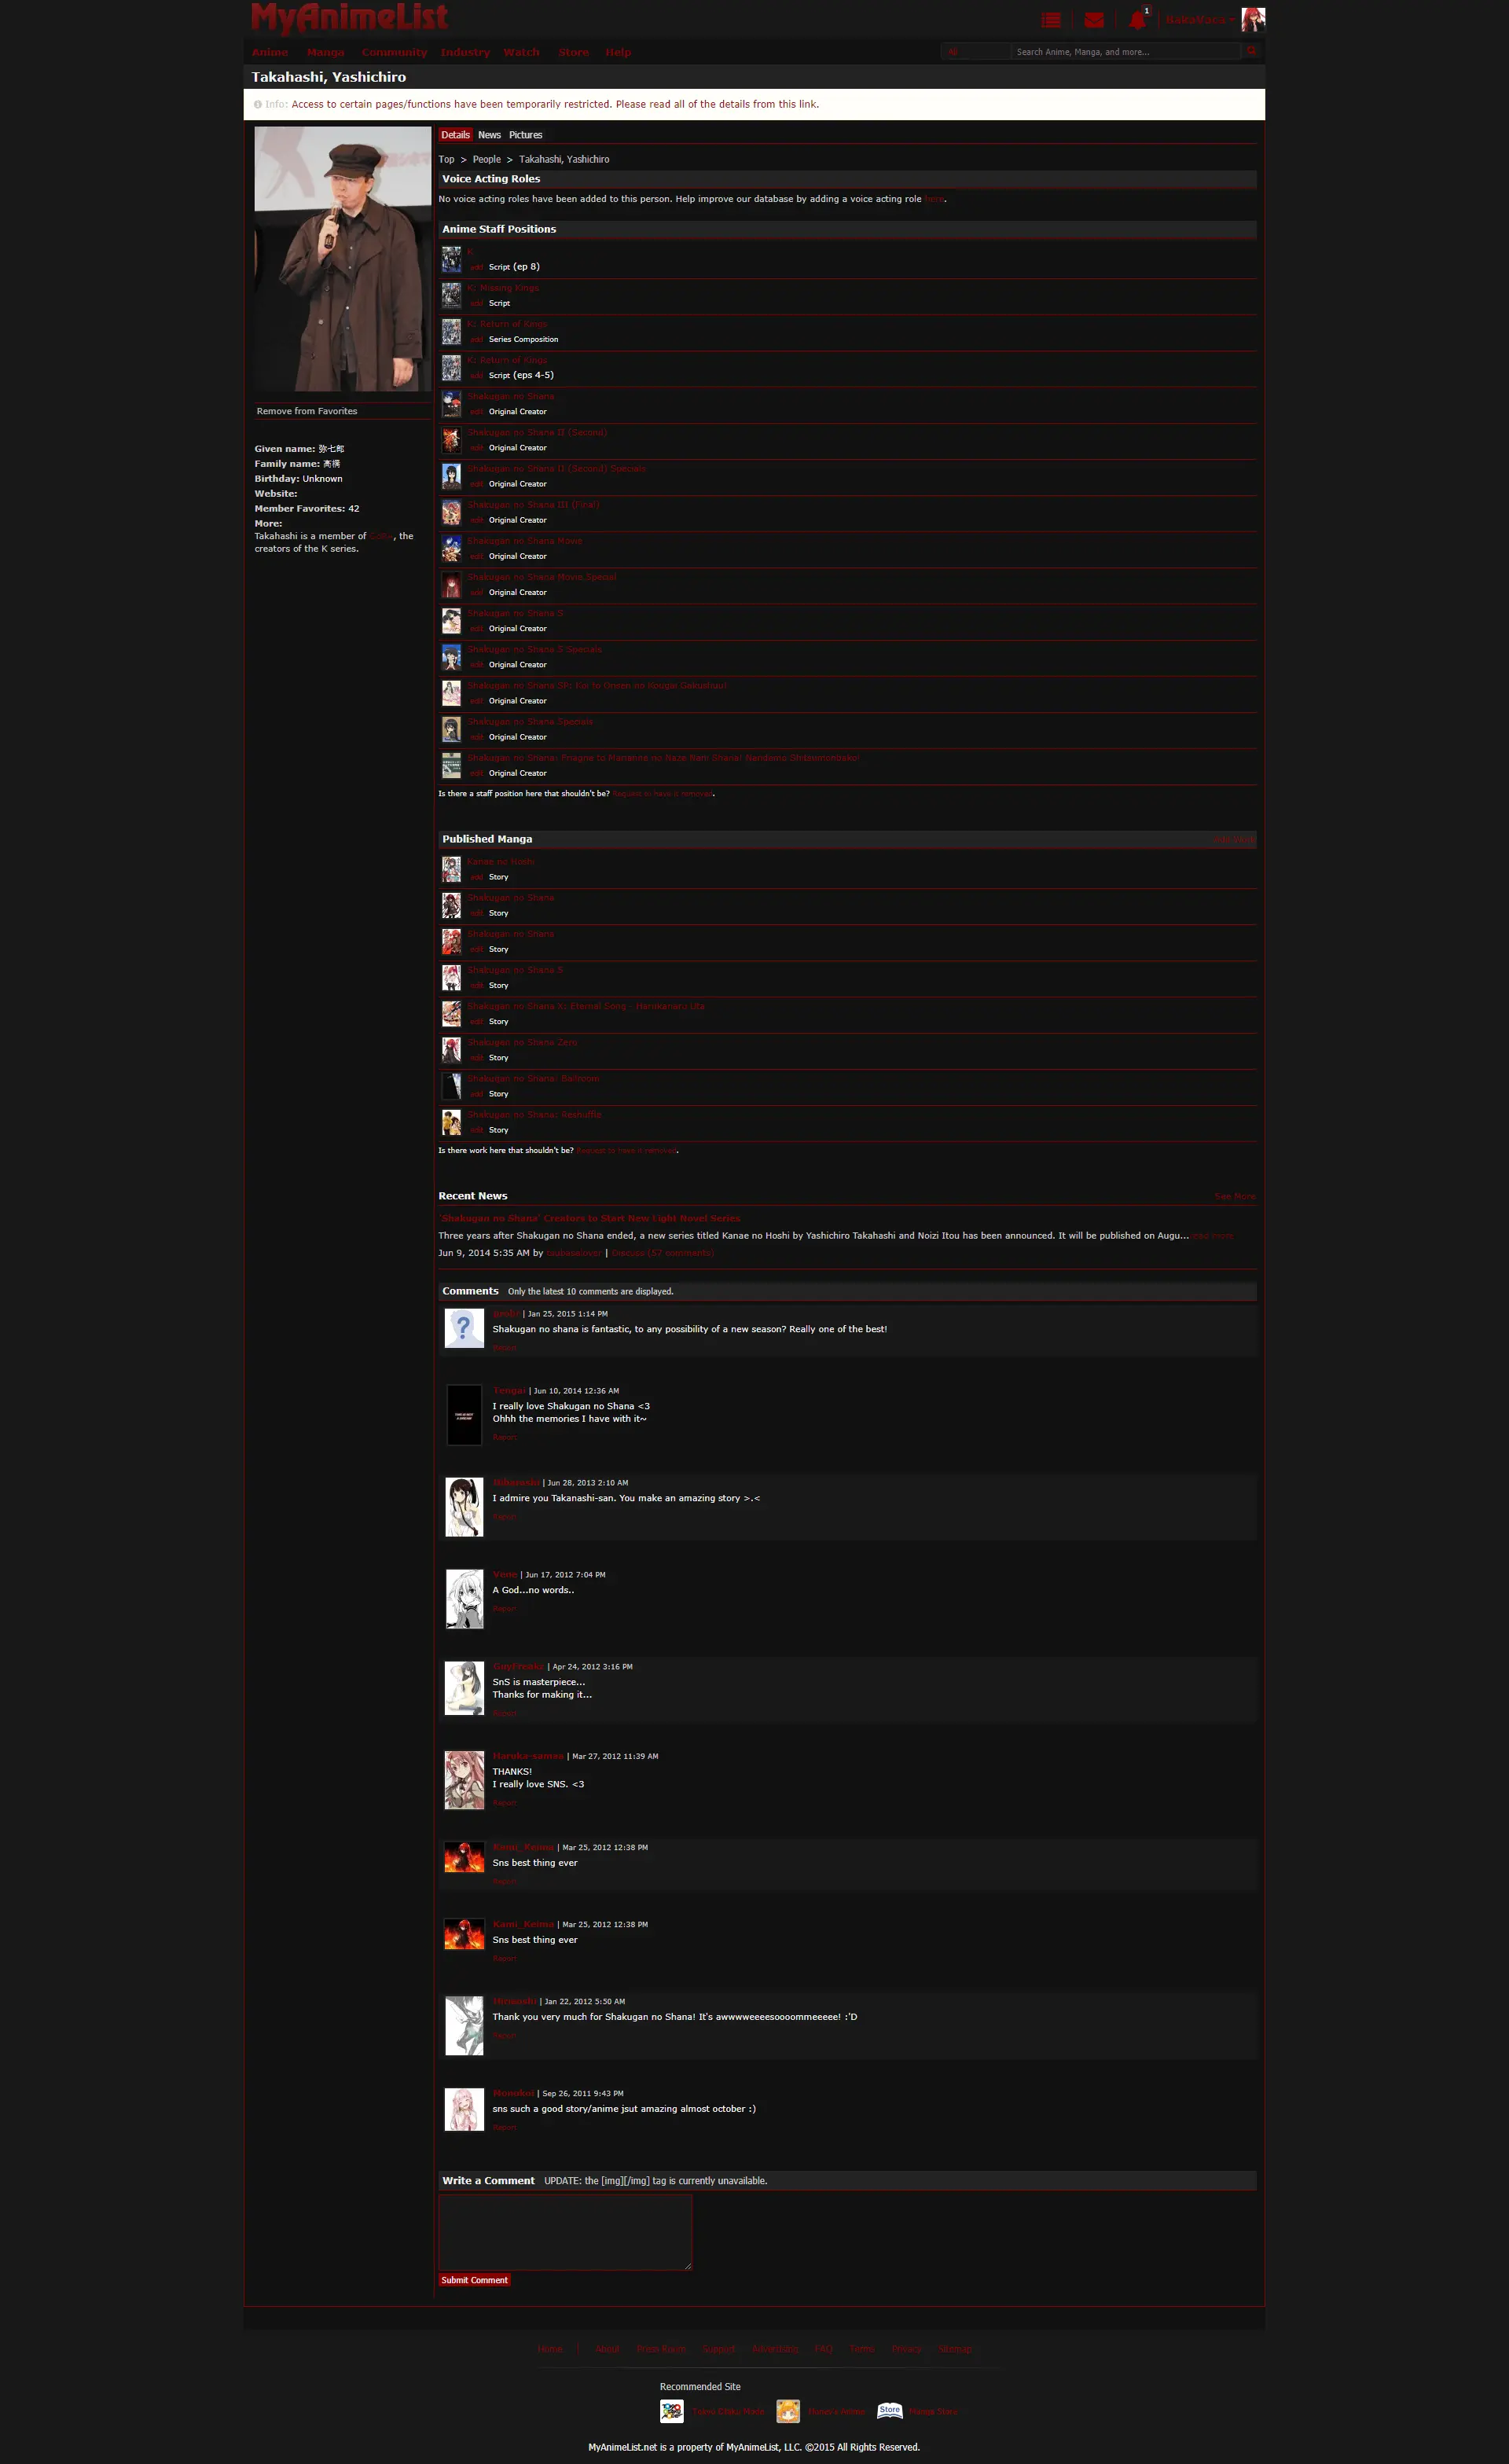 MyAnimeList
1
Anime Manga Community Industry Watch Store Help
All
Search Anime, Manga, and more...
Takahashi, Yashichiro
Info: Access to certain pages/functions have been temporarily restricted. Please read all of the details from this link.
Details News Pictures
Top > People > Takahashi, Yashichiro
Voice Acting Roles
No voice acting roles have been added to this person. Help improve our database by adding a voice acting role here.
Anime Staff Positions
K
add Script (ep 8)
K: Missing Kings
add Script
K: Return of Kings
add Series Composition
K: Return of Kings
add Script (eps 4-5)
Shakugan no Shana
edit Original Creator
Shakugan no Shana II (Second)
edit Original Creator
Shakugan no Shana II (Second) Specials
edit Original Creator
Shakugan no Shana III (Final)
edit Original Creator
Shakugan no Shana Movie
edit Original Creator
Shakugan no Shana Movie Special
add Original Creator
Shakugan no Shana S
edit Original Creator
Shakugan no Shana S Specials
edit Original Creator
Shakugan no Shana SP: Koi to Onsen no Kougai Gakushuu!
edit Original Creator
Shakugan no Shana Specials
edit Original Creator
Shakugan no Shana: Friagne to Marianne no Naze Nani Shana! Nandemo Shitsumonbako!
edit Original Creator
Is there a staff position here that shouldn't be? Request to have it removed.
Remove from Favorites
Given name: 弥七郎
Family name: 高橋
Birthday: Unknown
Website:
Member Favorites: 42
More:
Takahashi is a member of GoRa, the
creators of the K series.
Published Manga
Kanae no Hoshi
add Story
Shakugan no Shana
edit Story
Shakugan no Shana
edit Story
Shakugan no Shana S
edit Story
Shakugan no Shana X: Eternal Song - Harukanaru Uta
edit Story
Shakugan no Shana Zero
edit Story
Shakugan no Shana: Ballroom
add Story
Shakugan no Shana: Reshuffle
edit Story
Is there work here that shouldn't be? Request to have it removed.
Recent News
See More
'Shakugan no Shana' Creators to Start New Light Novel Series
Three years after Shakugan no Shana ended, a new series titled Kanae no Hoshi by Yashichiro Takahashi and Noizi Itou has been announced. It will be published on Augu... read more
Jun 9, 2014 5:35 AM by tsubasalover | Discuss (57 comments)
Comments Only the latest 10 comments are displayed.
| Jan 25, 2015 1:14 PM
Shakugan no shana is fantastic, to any possibility of a new season? Really one of the best!
Report
Tengai | Jun 10, 2014 12:36 AM
I really love Shakugan no Shana <3
Ohhh the memories I have with it~
Report
| Jun 28, 2013 2:10 AM
I admire you Takanashi-san. You make an amazing story >.<
Report
| Jun 17, 2012 7:04 PM
A God...no words..
Report
| Apr 24, 2012 3:16 PM
SnS is masterpiece...
Thanks for making it...
Report
Haruka-samaa | Mar 27, 2012 11:39 AM
THANKS!
I really love SNS. <3
Report
Kami_Keima | Mar 25, 2012 12:38 PM
Sns best thing ever
Report
Kami_Keima | Mar 25, 2012 12:38 PM
Sns best thing ever
Report
| Jan 22, 2012 5:50 AM
Thank you very much for Shakugan no Shana! It's awwwweeeesoooommeeeee! :'D
Report
| Sep 26, 2011 9:43 PM
sns such a good story/anime jsut amazing almost october :)
Report
Write a Comment UPDATE: the [img][/img] tag is currently unavailable.
Submit Comment
Home | About Press Room Support Advertising FAQ Terms Privacy Sitemap
Recommended Site
Tokyo Otaku Mode
Store Manga Store
MyAnimeList.net is a property of MyAnimeList, LLC. ©2015 All Rights Reserved.